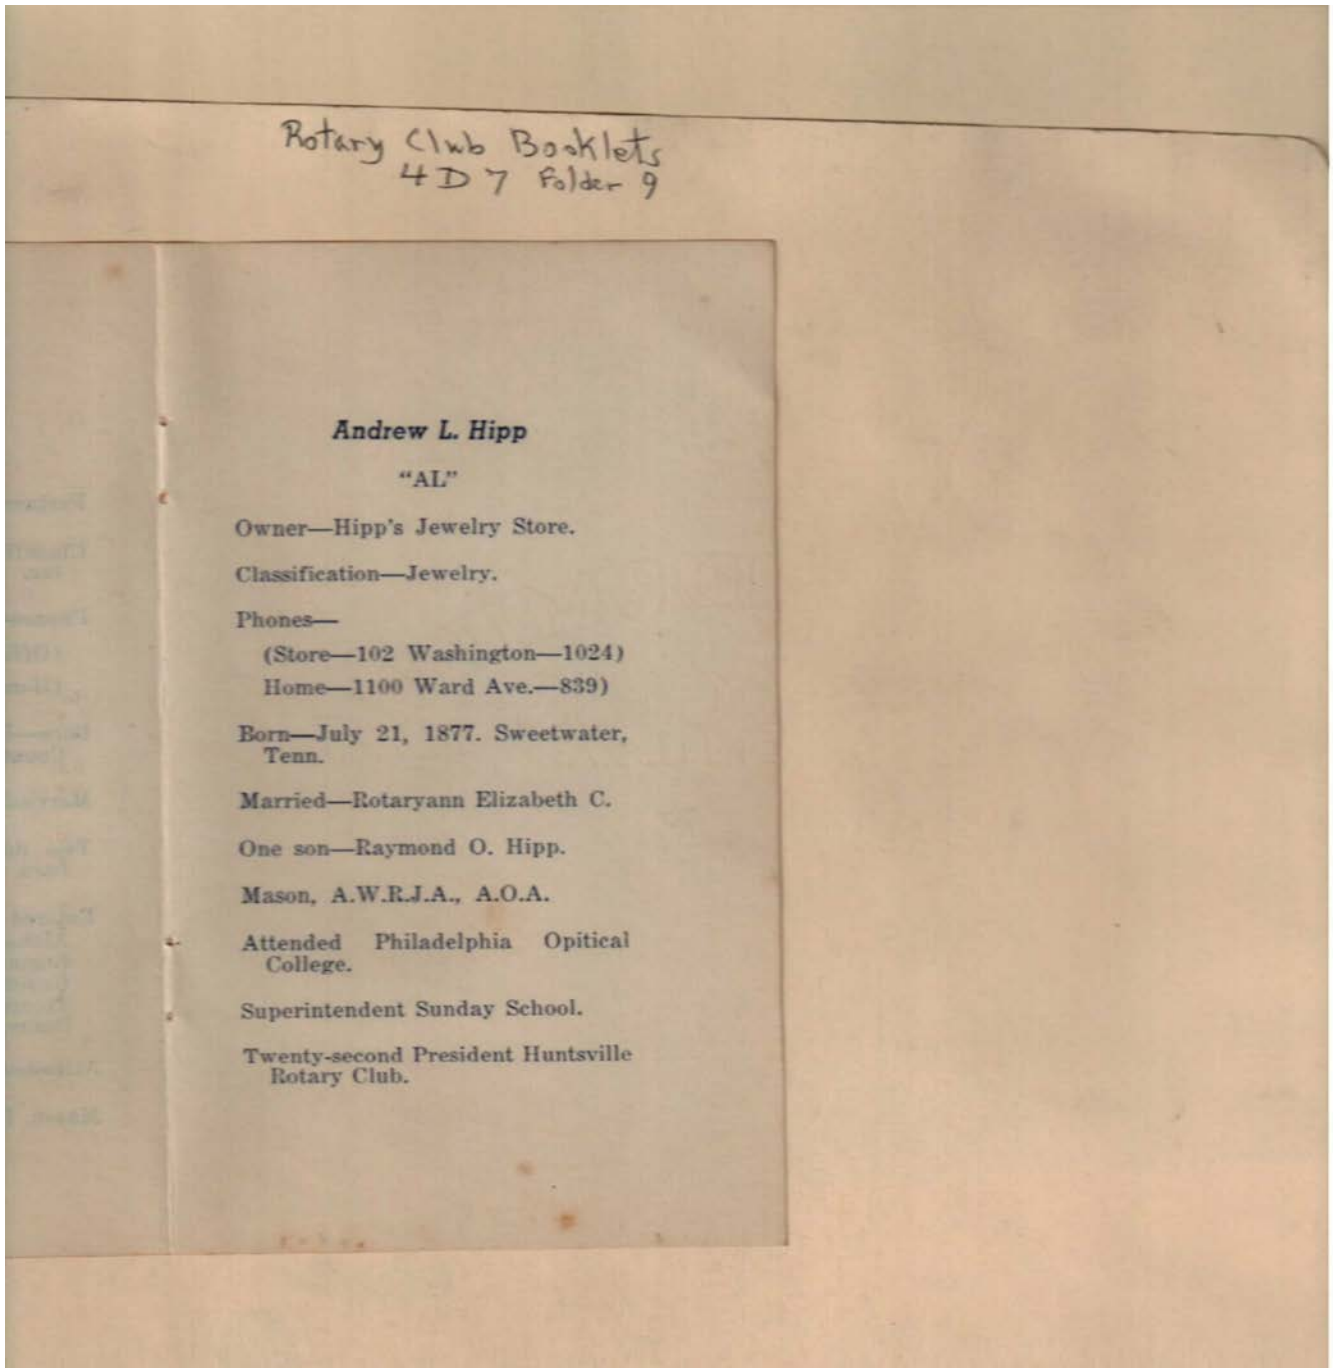 Rotary Club Booklets
4D7 Folder 9
Andrew L. Hipp
“AL”
Owner—Hipp's Jewelry Store.
Classification—Jewelry.
Phones—
(Store—102 Washington—1024)
Home—1100 Ward Ave.—839)
Born—July 21, 1877. Sweetwater,
Tenn.
Married—Rotaryann Elizabeth C.
One son—Raymond O. Hipp.
Mason, A.W.R.J.A., A.O.A.
Attended Philadelphia Opitical
College.
Superintendent Sunday School.
Twenty-second President Huntsville
Rotary Club.